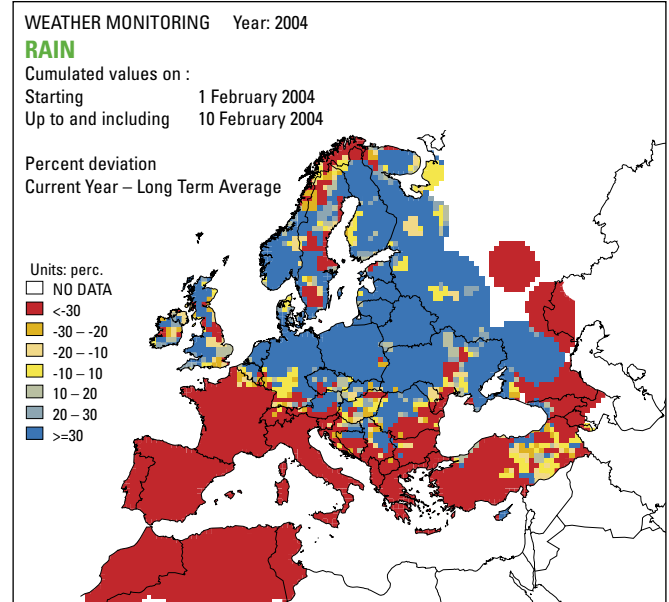 WEATHER MONITORING Year: 2004
RAIN
Cumulated values on :
Starting 1 February 2004
Up to and including 10 February 2004
Percent deviation
Current Year – Long Term Average
Units: perc.
NO DATA
<-30
-30 – -20
-20 – -10
-10 – 10
10 – 20
20 – 30
>=30